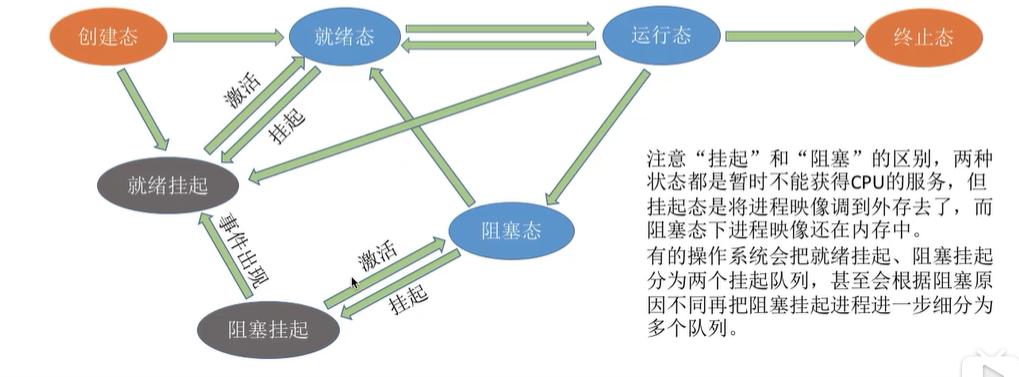 创建态
就绪态
运行态
终止态
激活
挂起
就绪挂起
事件出现
阻塞态
激活
挂起
阻塞挂起
注意“挂起”和“阻塞”的区别，两种
状态都是暂时不能获得CPU的服务，但
挂起态是将进程映像调到外存去了，而
阻塞态下进程映像还在内存中。
有的操作系统会把就绪挂起、阻塞挂起
分为两个挂起队列，甚至会根据阻塞原
因不同再把阻塞挂起进程进一步细分为
多个队列。